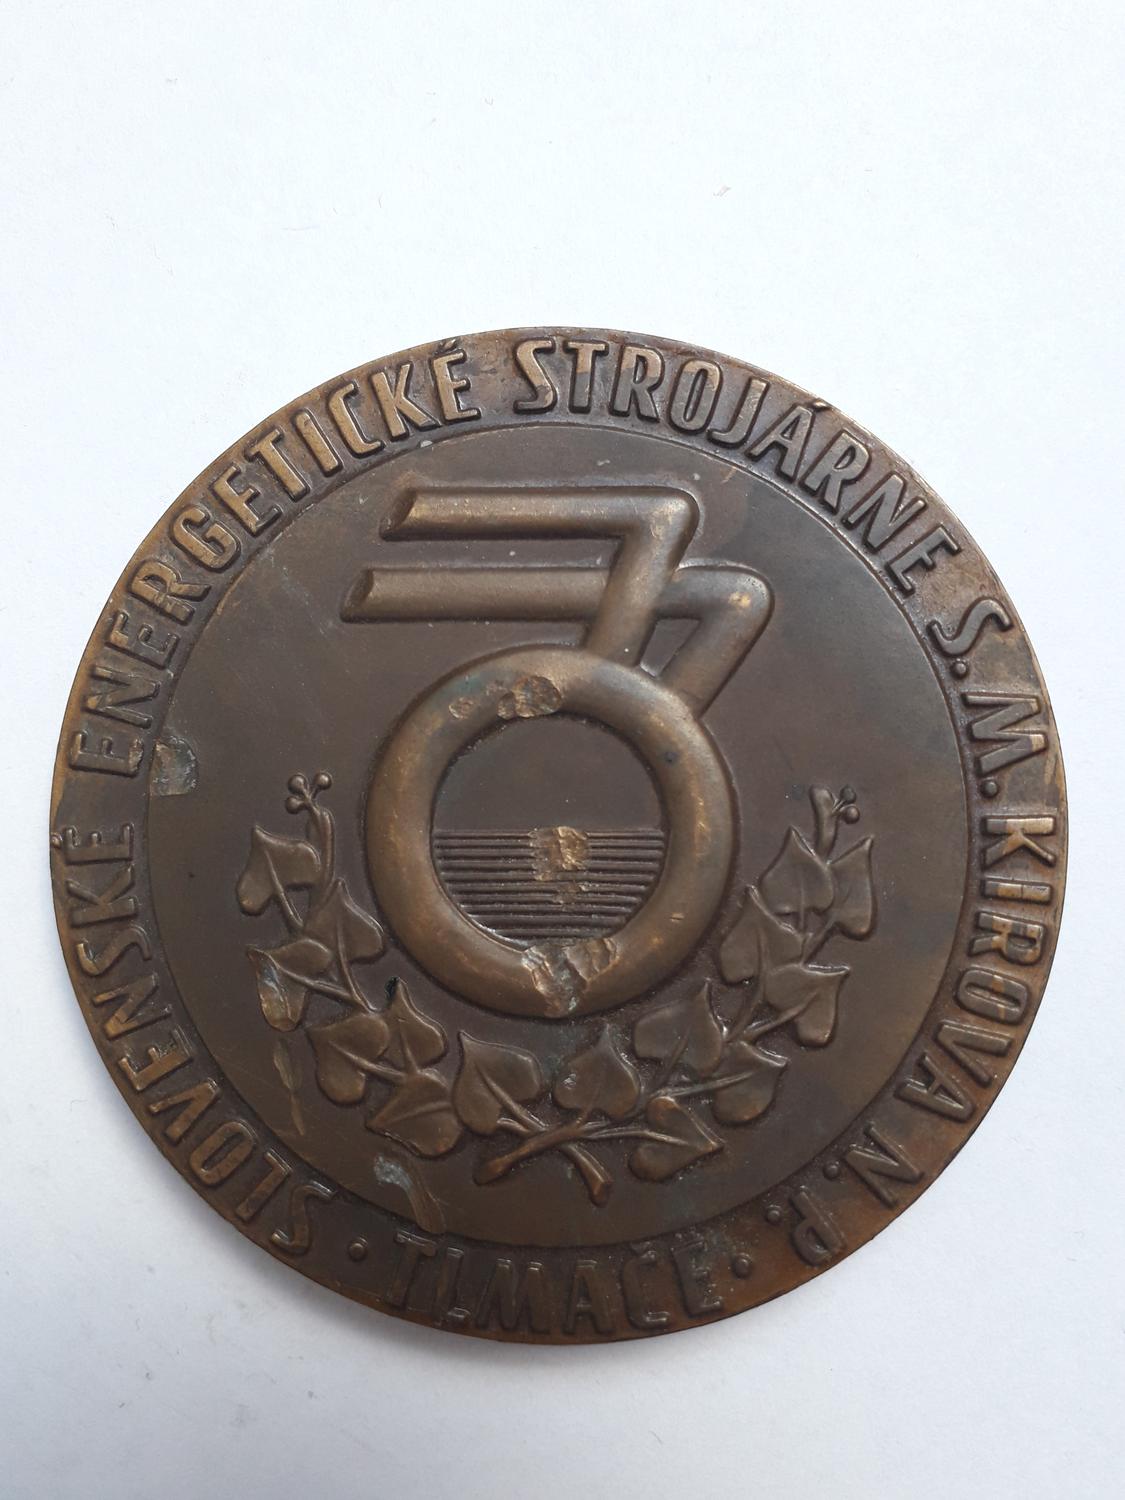 SLOVENSKÉ ENERGETICKÉ STROJÁRNE S.M.KIROVA N.P.
· TLMAČE ·